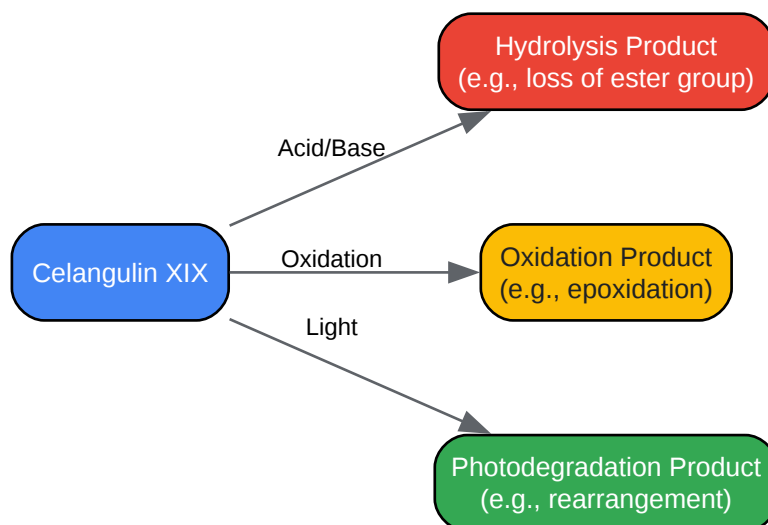 Hydrolysis Product
(e.g., loss of ester group)
Acid/Base
Celangulin XIX
Oxidation
Oxidation Product
(e.g., epoxidation)
Light
Photodegradation Product
(e.g., rearrangement)